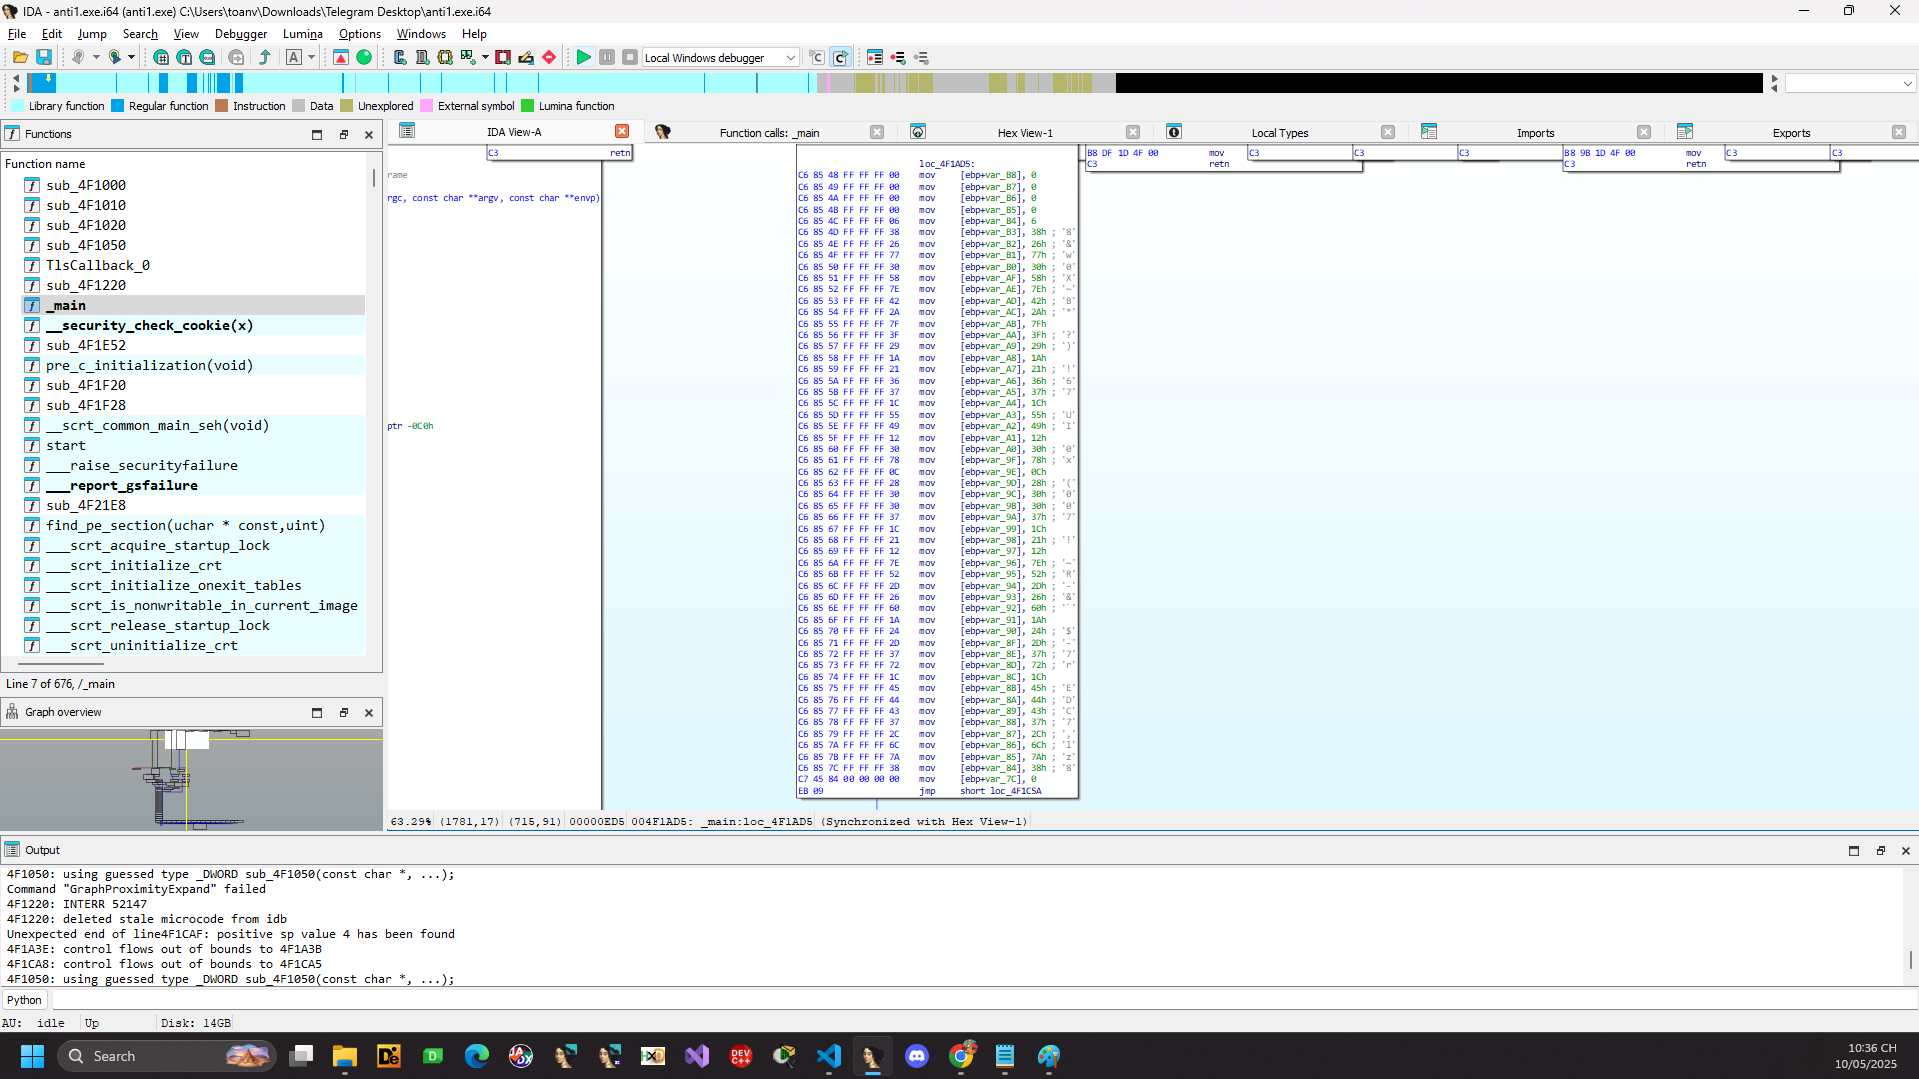 IDA - anti1.exe.i64 (anti1.exe) C:\Users\toanv\Downloads\Telegram Desktop\anti1.exe.i64
File Edit Jump Search View Debugger Lumina Options Windows Help
Local Windows debugger
Library function Regular function Instruction Data Unexplored External symbol Lumina function
Functions
Function name
sub_4F1000
sub_4F1010
sub_4F1020
sub_4F1050
TlsCallback_0
sub_4F1220
_main
__security_check_cookie(x)
sub_4F1E52
pre_c_initialization(void)
sub_4F1F20
sub_4F1F28
__scrt_common_main_seh(void)
start
___raise_securityfailure
___report_gsfailure
sub_4F21E8
find_pe_section(uchar * const,uint)
___scrt_acquire_startup_lock
___scrt_initialize_crt
___scrt_initialize_onexit_tables
___scrt_is_nonwritable_in_current_image
___scrt_release_startup_lock
___scrt_uninitialize_crt
Line 7 of 676, /_main
Graph overview
IDA View-A Function calls: _main Hex View-1 Local Types Imports Exports
C3 retn
rame
rgc, const char **argv, const char **envp)
ptr -0C0h
loc_4F1AD5:
C6 85 48 FF FF FF 00 mov [ebp+var_B8], 0
C6 85 49 FF FF FF 00 mov [ebp+var_B7], 0
C6 85 4A FF FF FF 00 mov [ebp+var_B6], 0
C6 85 4B FF FF FF 00 mov [ebp+var_B5], 0
C6 85 4C FF FF FF 06 mov [ebp+var_B4], 6
C6 85 4D FF FF FF 38 mov [ebp+var_B3], 38h ; '8'
C6 85 4E FF FF FF 26 mov [ebp+var_B2], 26h ; '&'
C6 85 4F FF FF FF 77 mov [ebp+var_B1], 77h ; 'w'
C6 85 50 FF FF FF 30 mov [ebp+var_B0], 30h ; '0'
C6 85 51 FF FF FF 58 mov [ebp+var_AF], 58h ; 'X'
C6 85 52 FF FF FF 7E mov [ebp+var_AE], 7Eh ; '~'
C6 85 53 FF FF FF 42 mov [ebp+var_AD], 42h ; 'B'
C6 85 54 FF FF FF 2A mov [ebp+var_AC], 2Ah ; '*'
C6 85 55 FF FF FF 7F mov [ebp+var_AB], 7Fh
C6 85 56 FF FF FF 3F mov [ebp+var_AA], 3Fh ; '?'
C6 85 57 FF FF FF 29 mov [ebp+var_A9], 29h ; ')'
C6 85 58 FF FF FF 1A mov [ebp+var_A8], 1Ah
C6 85 59 FF FF FF 21 mov [ebp+var_A7], 21h ; '!'
C6 85 5A FF FF FF 36 mov [ebp+var_A6], 36h ; '6'
C6 85 5B FF FF FF 37 mov [ebp+var_A5], 37h ; '7'
C6 85 5C FF FF FF 1C mov [ebp+var_A4], 1Ch
C6 85 5D FF FF FF 55 mov [ebp+var_A3], 55h ; 'U'
C6 85 5E FF FF FF 49 mov [ebp+var_A2], 49h ; 'I'
C6 85 5F FF FF FF 12 mov [ebp+var_A1], 12h
C6 85 60 FF FF FF 30 mov [ebp+var_A0], 30h ; '0'
C6 85 61 FF FF FF 78 mov [ebp+var_9F], 78h ; 'x'
C6 85 62 FF FF FF 0C mov [ebp+var_9E], 0Ch
C6 85 63 FF FF FF 28 mov [ebp+var_9D], 28h ; '('
C6 85 64 FF FF FF 30 mov [ebp+var_9C], 30h ; '0'
C6 85 65 FF FF FF 30 mov [ebp+var_9B], 30h ; '0'
C6 85 66 FF FF FF 37 mov [ebp+var_9A], 37h ; '7'
C6 85 67 FF FF FF 1C mov [ebp+var_99], 1Ch
C6 85 68 FF FF FF 21 mov [ebp+var_98], 21h ; '!'
C6 85 69 FF FF FF 12 mov [ebp+var_97], 12h
C6 85 6A FF FF FF 7E mov [ebp+var_96], 7Eh ; '~'
C6 85 6B FF FF FF 52 mov [ebp+var_95], 52h ; 'R'
C6 85 6C FF FF FF 2D mov [ebp+var_94], 2Dh ; '-'
C6 85 6D FF FF FF 26 mov [ebp+var_93], 26h ; '&'
C6 85 6E FF FF FF 60 mov [ebp+var_92], 60h ; '`'
C6 85 6F FF FF FF 1A mov [ebp+var_91], 1Ah
C6 85 70 FF FF FF 24 mov [ebp+var_90], 24h ; '$'
C6 85 71 FF FF FF 2D mov [ebp+var_8F], 2Dh ; '-'
C6 85 72 FF FF FF 37 mov [ebp+var_8E], 37h ; '7'
C6 85 73 FF FF FF 72 mov [ebp+var_8D], 72h ; 'r'
C6 85 74 FF FF FF 1C mov [ebp+var_8C], 1Ch
C6 85 75 FF FF FF 45 mov [ebp+var_8B], 45h ; 'E'
C6 85 76 FF FF FF 44 mov [ebp+var_8A], 44h ; 'D'
C6 85 77 FF FF FF 43 mov [ebp+var_89], 43h ; 'C'
C6 85 78 FF FF FF 37 mov [ebp+var_88], 37h ; '7'
C6 85 79 FF FF FF 2C mov [ebp+var_87], 2Ch ; ','
C6 85 7A FF FF FF 6C mov [ebp+var_86], 6Ch ; 'l'
C6 85 7B FF FF FF 7A mov [ebp+var_85], 7Ah ; 'z'
C6 85 7C FF FF FF 38 mov [ebp+var_84], 38h ; '8'
C7 45 84 00 00 00 00 mov [ebp+var_7C], 0
EB 09 jmp short loc_4F1C5A
B8 DF 1D 4F 00 mov C3 C3 C3 B8 9B 1D 4F 00 mov C3 C3
C3 retn C3 retn
63.29% (1781,17) (715,91) 00000ED5 004F1AD5: _main:loc_4F1AD5 (Synchronized with Hex View-1)
Output
4F1050: using guessed type _DWORD sub_4F1050(const char *, ...);
Command "GraphProximityExpand" failed
4F1220: INTERR 52147
4F1220: deleted stale microcode from idb
Unexpected end of line4F1CAF: positive sp value 4 has been found
4F1A3E: control flows out of bounds to 4F1A3B
4F1CA8: control flows out of bounds to 4F1CA5
4F1050: using guessed type _DWORD sub_4F1050(const char *, ...);
Python
AU: idle Up Disk: 14GB
Search
10:36 CH
10/05/2025